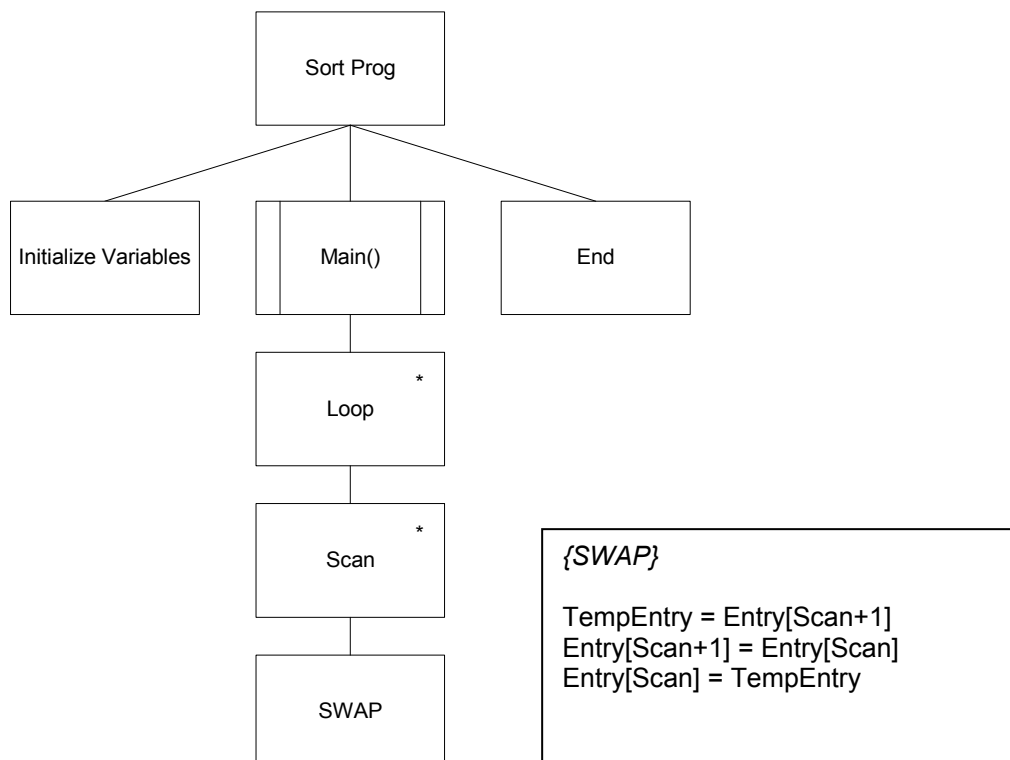 Sort Prog
Initialize Variables
Main()
End
*
Loop
*
Scan
SWAP
{SWAP}
TempEntry = Entry[Scan+1]
Entry[Scan+1] = Entry[Scan]
Entry[Scan] = TempEntry